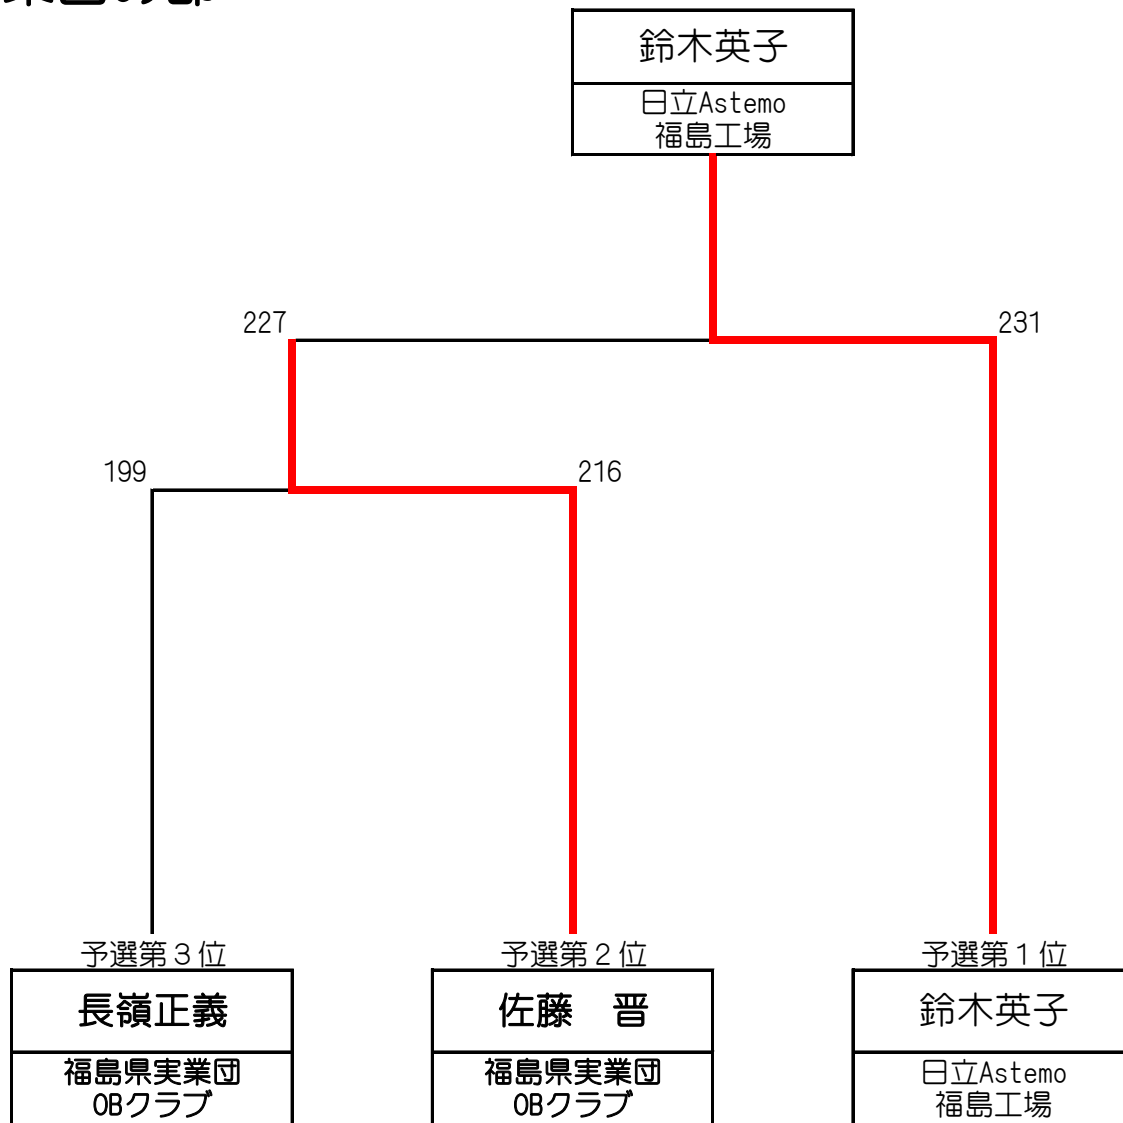 鈴木英子
日立Astemo
福島工場
227
231
199
216
予選第３位
予選第２位
予選第１位
長嶺正義
佐藤　晋
鈴木英子
福島県実業団
OBクラブ
福島県実業団
OBクラブ
日立Astemo
福島工場